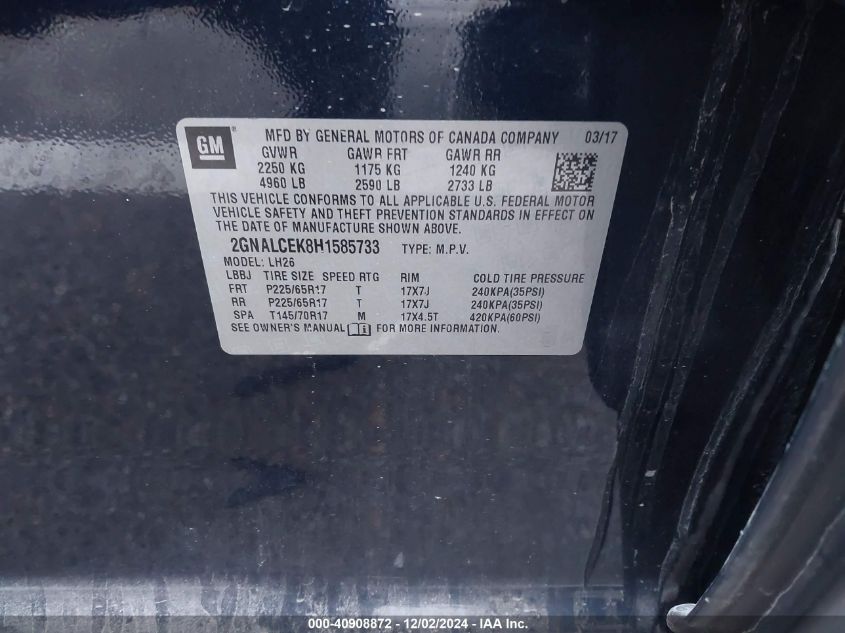 GM
MFD BY GENERAL MOTORS OF CANADA COMPANY 03/17
GVWR GAWR FRT GAWR RR
2250 KG 1175 KG 1240 KG
4960 LB 2590 LB 2733 LB
THIS VEHICLE CONFORMS TO ALL APPLICABLE U.S. FEDERAL MOTOR
VEHICLE SAFETY AND THEFT PREVENTION STANDARDS IN EFFECT ON
THE DATE OF MANUFACTURE SHOWN ABOVE.
2GNALCEK8H1585733 TYPE: M.P.V.
MODEL: LH26
LBBJ TIRE SIZE SPEED RTG RIM COLD TIRE PRESSURE
FRT P225/65R17 T 17X7J 240KPA(35PSI)
RR P225/65R17 T 17X7J 240KPA(35PSI)
SPA T145/70R17 M 17X4.5T 420KPA(60PSI)
SEE OWNER'S MANUAL FOR MORE INFORMATION.
000-40908872 - 12/02/2024 - IAA Inc.